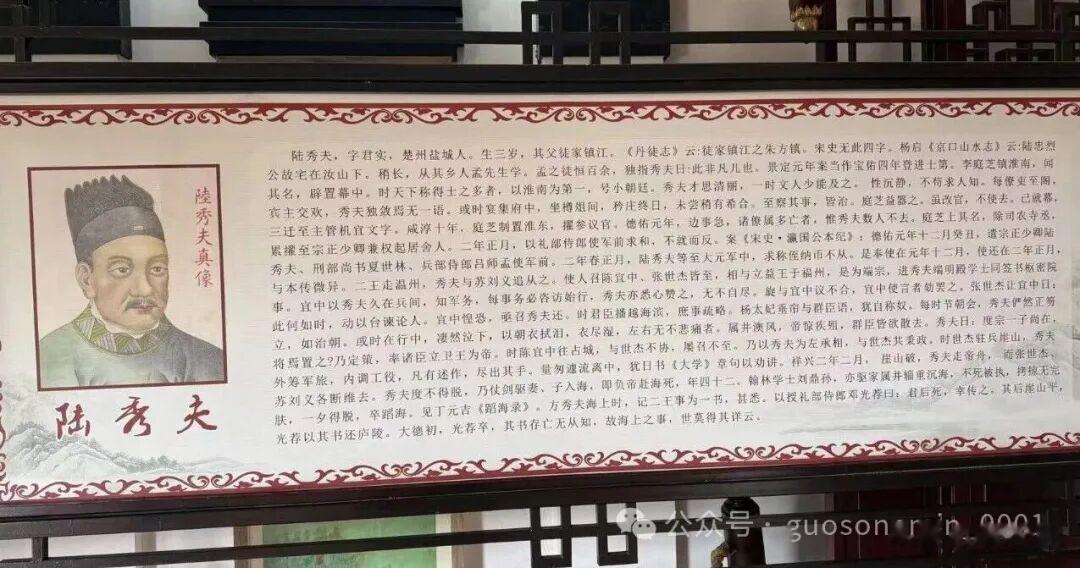 陆秀夫，字君实，楚州盐城人。生三岁，其父徒家镇江。《丹徒志》云:徒家镇江之朱方镇。宋史无此四字。杨启《京口山水志》云:陆忠烈
公故宅在汝山下。稍长，从其乡人孟先生学。孟之徒恒百余，独指秀夫曰:此非凡儿也。景定元年案当作宝佑四年登进士第。李庭芝镇淮南，闻
其名，辟置幕中。时天下称得士之多者，以淮南为第一，号小朝廷。秀夫才思清丽，一时文人少能及之。 性沉静，不苟求人知。每僚吏至阁，
宾主交欢，秀夫独敛焉无一语。或时宴集府中，坐樽俎间，矜庄终日，未尝稍有希合。至察其事，皆治。庭芝益器之。虽改官，不使去。已就幕，
三迁至主管机宜文字。咸淳十年，庭芝制置淮东，擢参议官。德佑元年，边事急，诸僚属多亡者，惟秀夫数人不去。庭芝上其名，除司农寺丞，
累擢至宗正少卿兼权起居舍人。二年正月，以礼部侍郎使军前求和，不就而反。案《宋史·瀛国公本纪》：德佑元年十二月癸丑，遣宗正少卿陆
秀夫、刑部尚书夏世林、兵部侍郎吕师孟使军前。二年春正月，陆秀夫等至大元军中，求称侄纳币不从。是奉使在元年十二月，使还在二年正月，
与本传微异。二王走温州，秀夫与苏刘义追从之。使人召陈宜中、张世杰皆至，相与立益王于福州，是为端宗，进秀夫端明殿学士同签书枢密院
事。宜中以秀夫久在兵间，知军务，每事务必咨访始行，秀夫亦悉心赞之，无不自尽。旋与宜中议不合，宜中使言者劾罢之。张世杰让宜中曰:
此何如时，动以台谏论人。宜中惶恐，亟召秀夫还。时君臣播越海滨，庶事疏略。杨太妃垂帘与群臣语，犹自称奴。每时节朝会，秀夫俨然正笏
立，如治朝。或时在行中，凄然泣下，以朝衣拭泪，衣尽湿，左右无不悲痛者。属井澳风，帝惊疾殂，群臣皆欲散去。秀夫曰：度宗一子尚在，
将焉置之?乃定策，率诸臣立卫王为帝。时陈宜中往占城，与世杰不协，屡召不至。乃以秀夫为左承相，与世杰共秉政。时世杰驻兵崖山，秀夫
外筹军旅，内调工役，凡有述作，尽出其手。量匆遽流离中，犹日书《大学》章句以劝讲。祥兴二年二月， 崖山破，秀夫走帝舟， 而张世杰、
苏刘义各断维去。秀夫度不得脱，乃仗剑驱妻、子入海，即负帝赴海死，年四十二。翰林学士刘鼎孙，亦驱家属并辎重沉海，不死被执，搒掠无完
肤，一夕得脱，卒蹈海。见丁元吉《蹈海录》。方秀夫海上时，记二王事为一书，甚悉。以授礼部侍郎邓光荐曰：君后死，幸传之，其后崖山平，
光荐以其书还庐陵。大德初，光荐卒，其书存亡无从知，故海上之事，世莫得其详云。
陸秀夫真像
陆秀夫
公众号·guoson